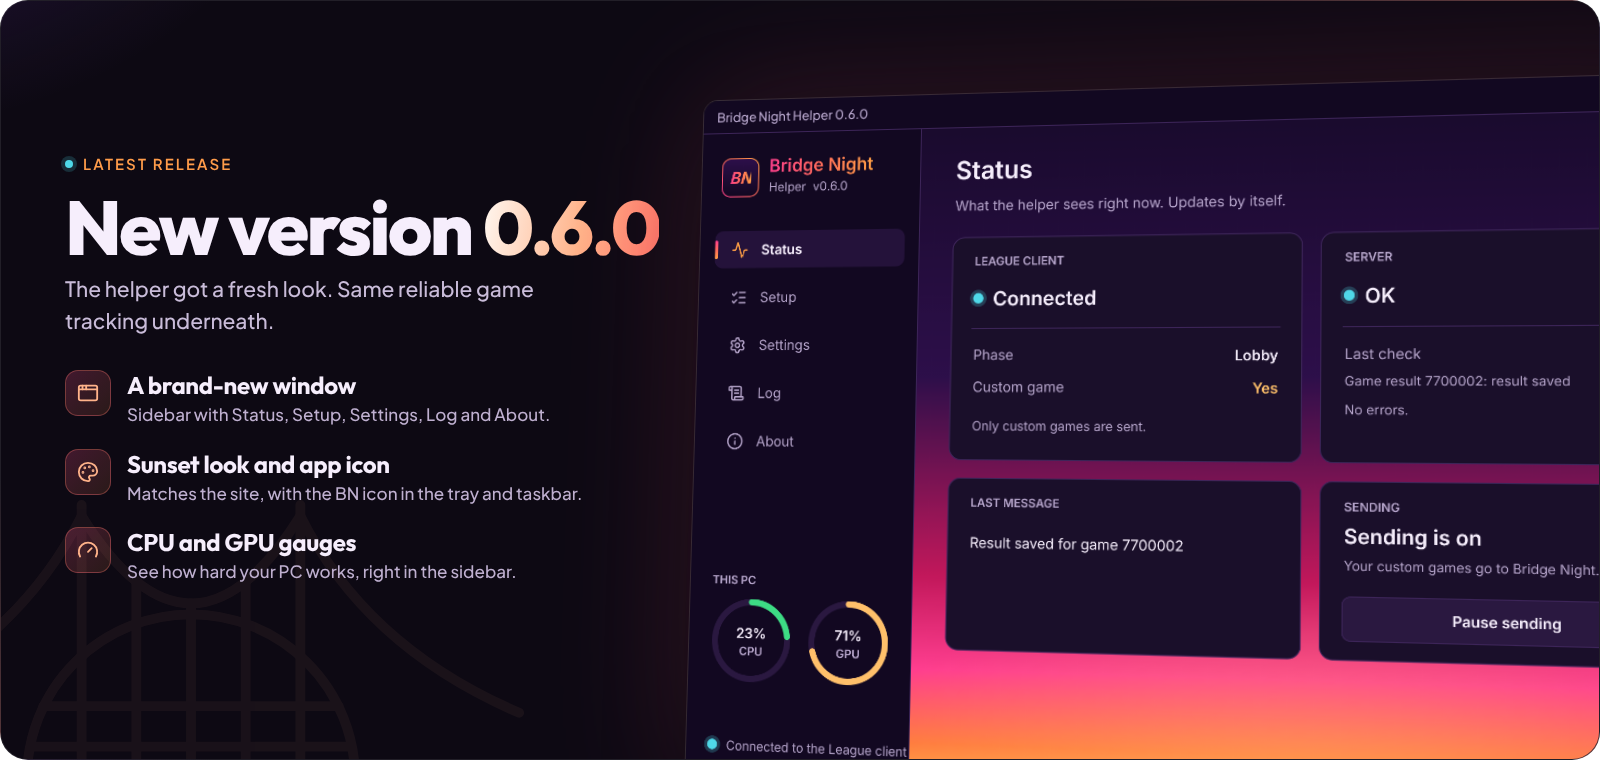 LATEST RELEASE
New version 0.6.0
The helper got a fresh look. Same reliable game
tracking underneath.
A brand-new window
Sidebar with Status, Setup, Settings, Log and About.
Sunset look and app icon
Matches the site, with the BN icon in the tray and taskbar.
CPU and GPU gauges
See how hard your PC works, right in the sidebar.
Bridge Night Helper 0.6.0
BN
Bridge Night
Helper v0.6.0
Status
Setup
Settings
Log
About
THIS PC
23%
CPU
71%
GPU
Connected to the League client
Status
What the helper sees right now. Updates by itself.
LEAGUE CLIENT
Connected
Phase Lobby
Custom game Yes
Only custom games are sent.
SERVER
OK
Last check
Game result 7700002: result saved
No errors.
LAST MESSAGE
Result saved for game 7700002
SENDING
Sending is on
Your custom games go to Bridge Night.
Pause sending